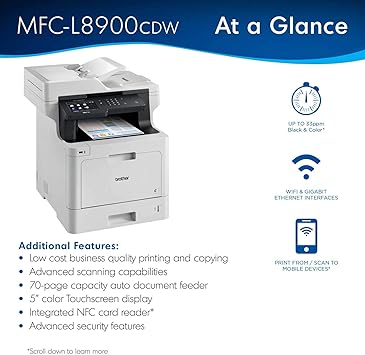 MFC-L8900CDW At a Glance
UP TO 33ppm
Black & Color*
WIFI & GIGABIT
ETHERNET INTERFACES
PRINT FROM / SCAN TO
MOBILE DEVICES*
brother
Additional Features:
• Low cost business quality printing and copying
• Advanced scanning capabilities
• 70-page capacity auto document feeder
• 5" color Touchscreen display
• Integrated NFC card reader*
• Advanced security features
*Scroll down to learn more